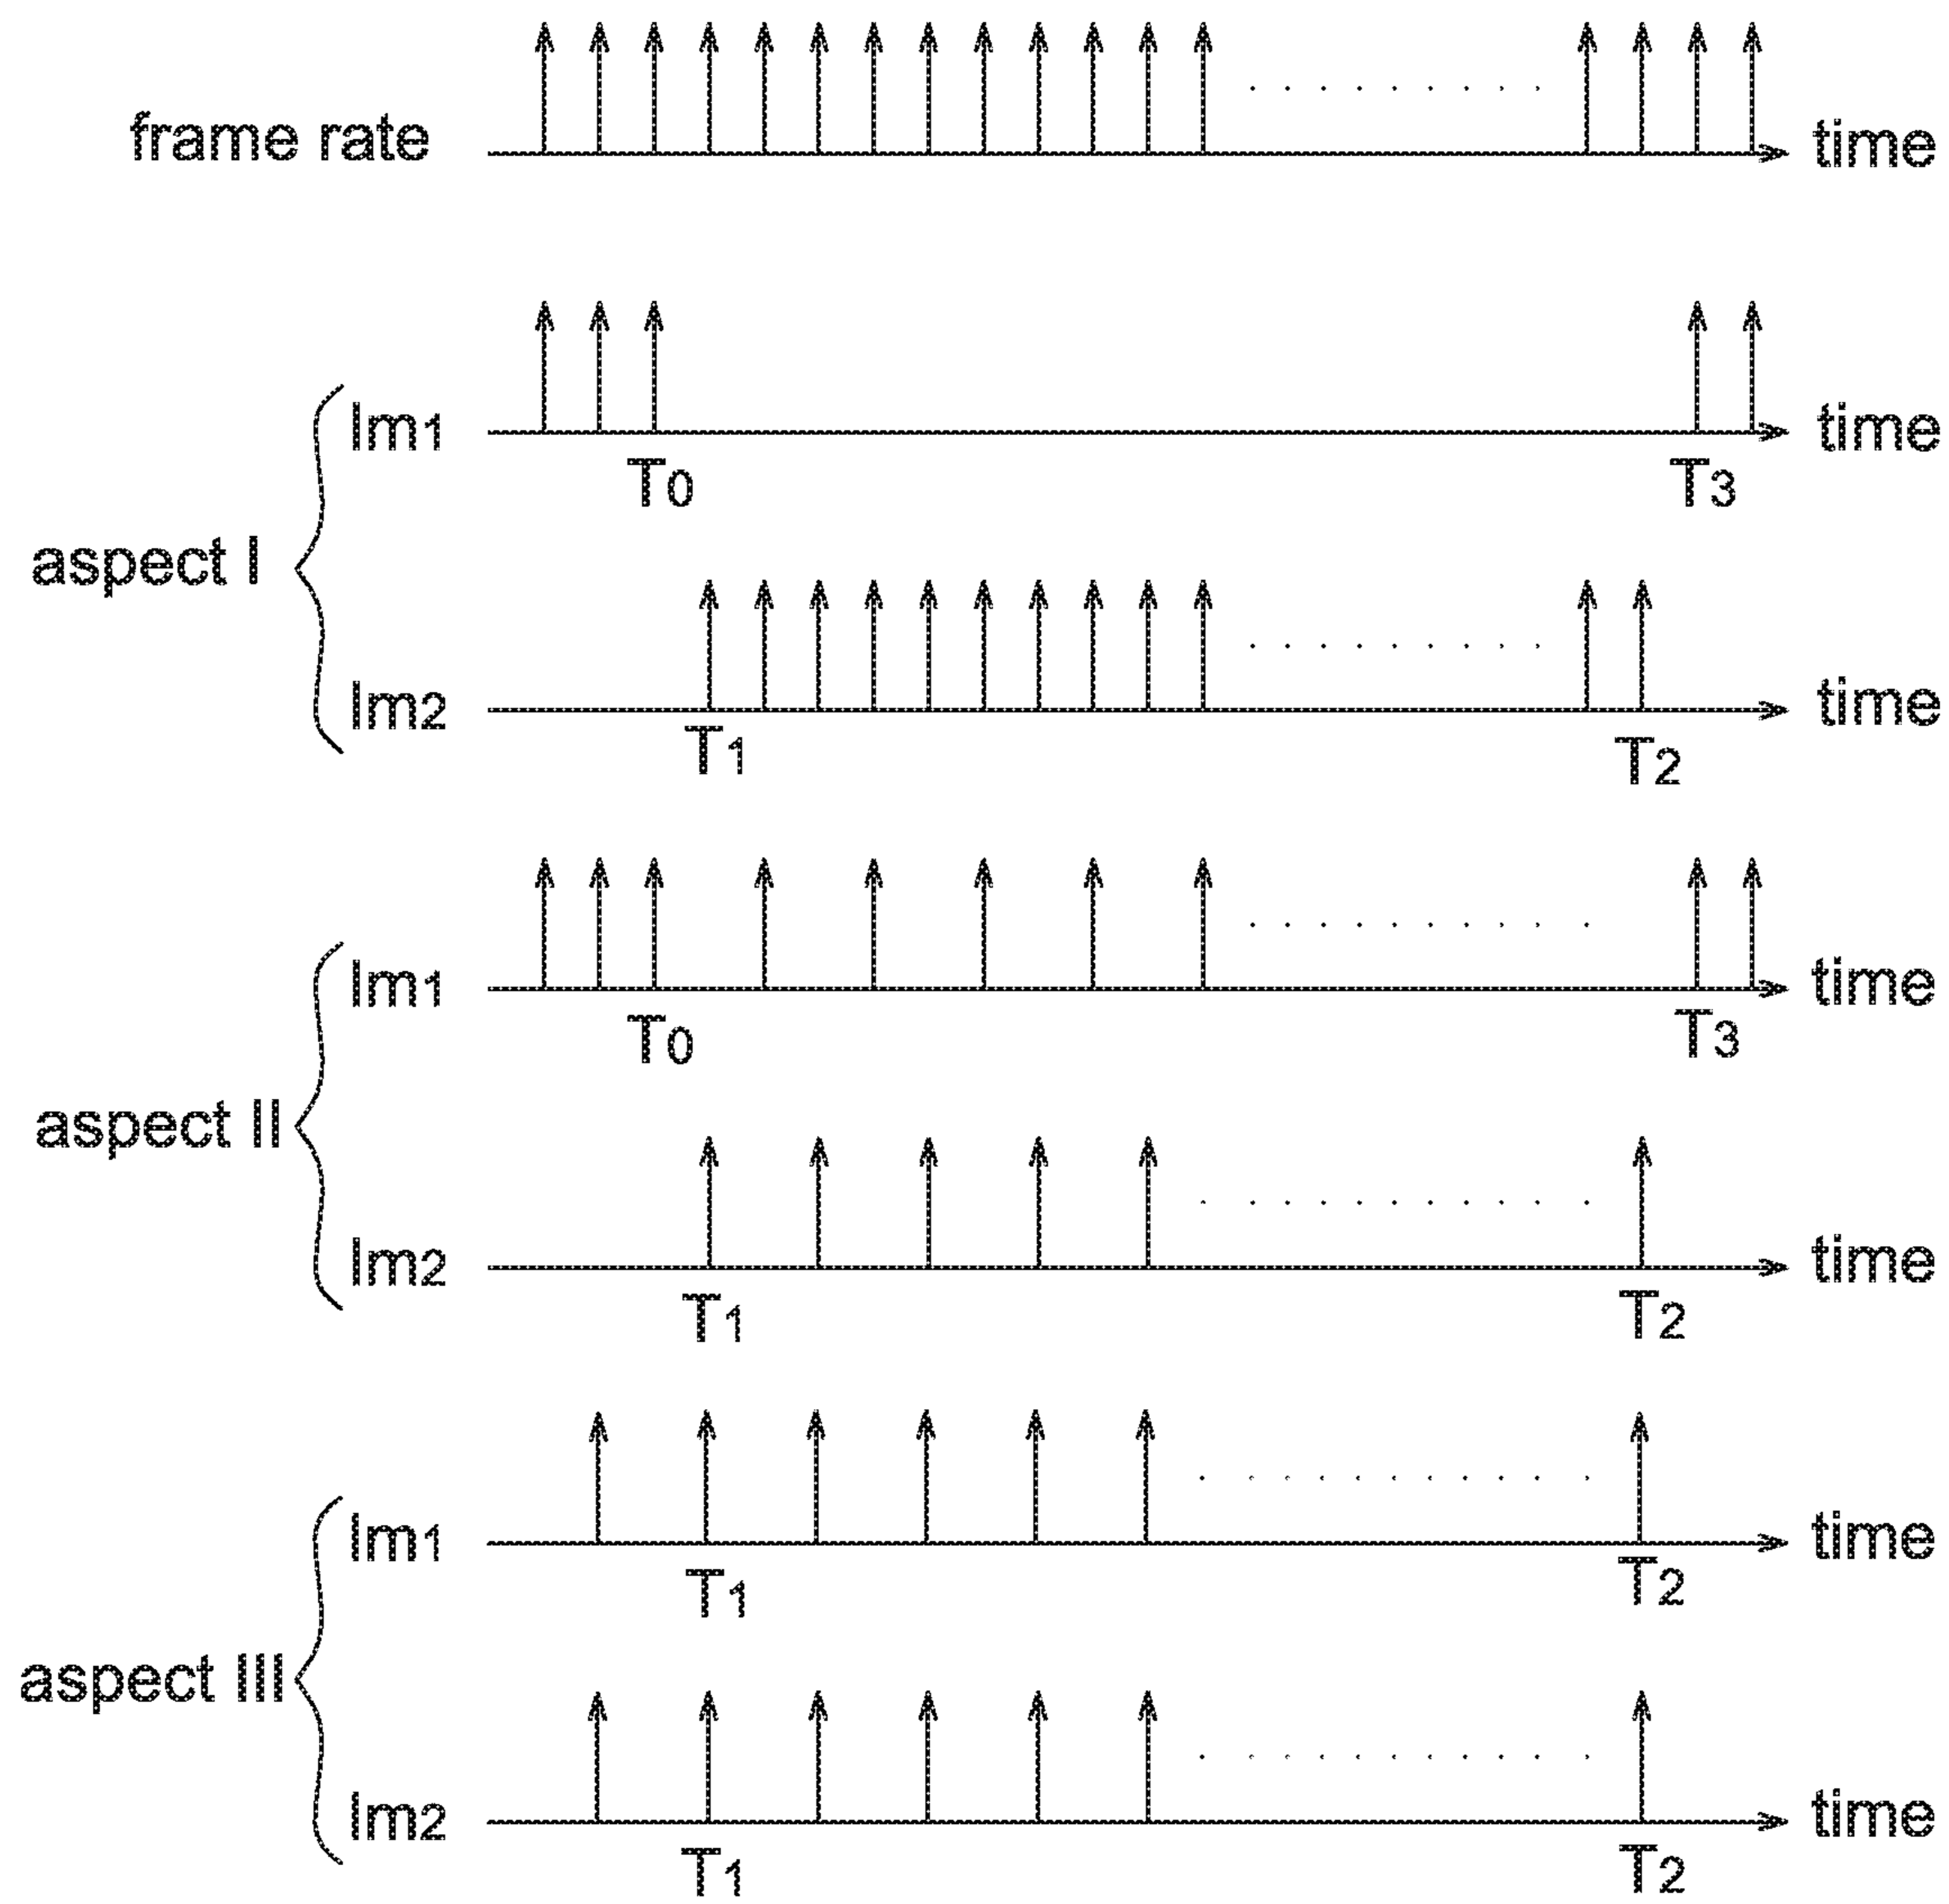 frame rate time
Im1 time
T0 T3
aspect I
Im2 time
T1 T2
Im1 time
T0 T3
aspect II
Im2 time
T1 T2
Im1 time
T1 T2
aspect III
Im2 time
T1 T2